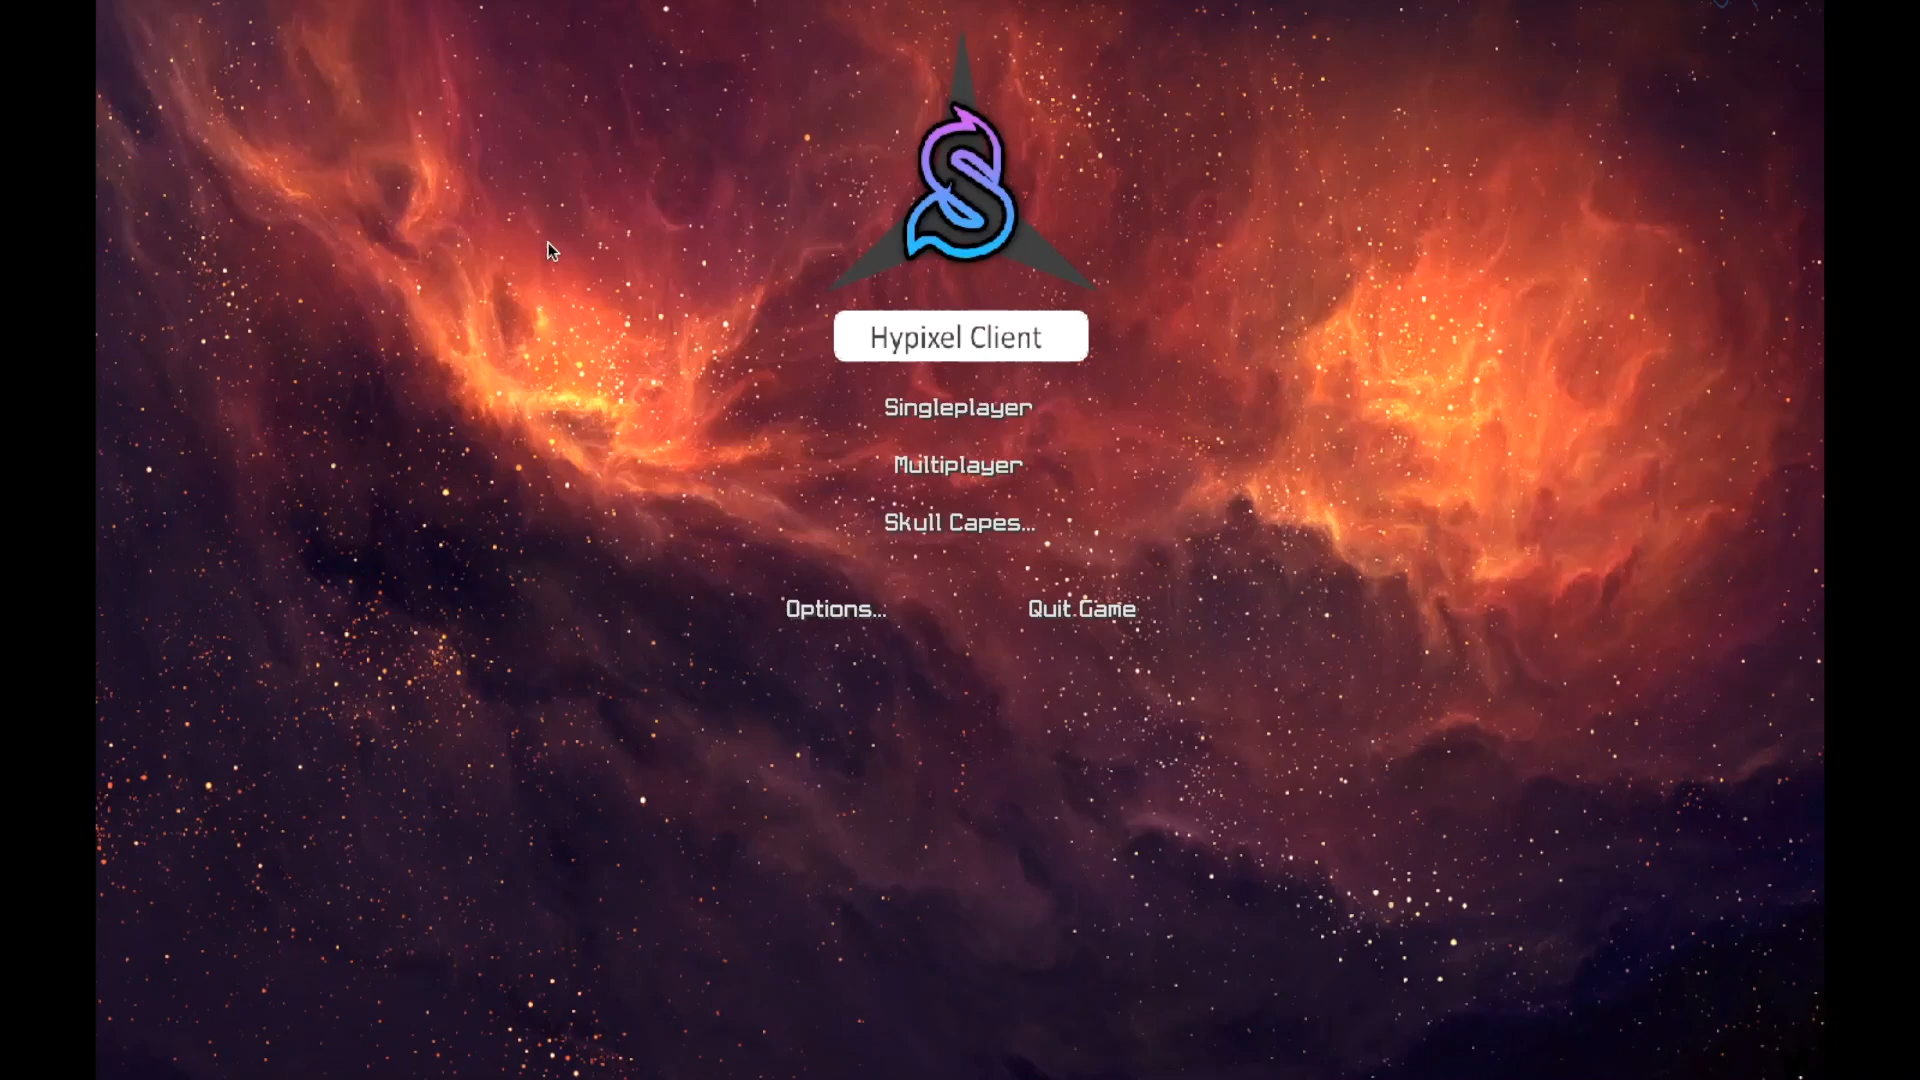 S
Hypixel Client
Singleplayer
Multiplayer
Skull Capes...
Options...
Quit Game